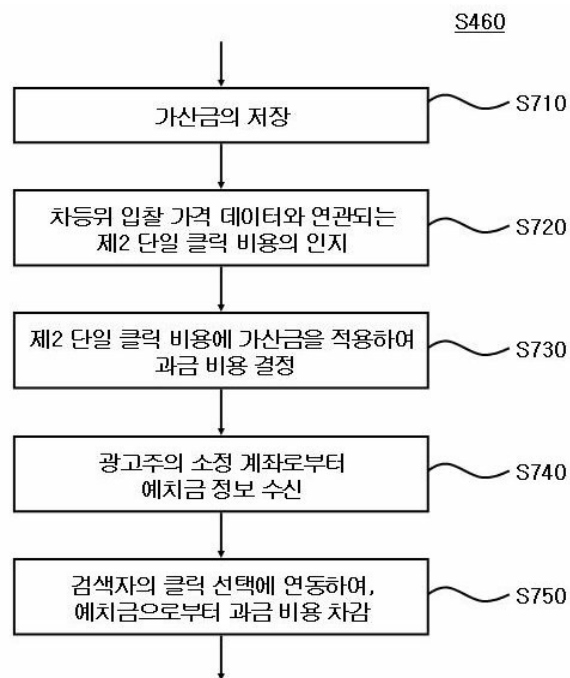 S460
가산금의 저장
S710
차등위 입찰 가격 데이터와 연관되는
제2 단일 클릭 비용의 인지
S720
제2 단일 클릭 비용에 가산금을 적용하여
과금 비용 결정
S730
광고주의 소정 계좌로부터
예치금 정보 수신
S740
검색자의 클릭 선택에 연동하여,
예치금으로부터 과금 비용 차감
S750